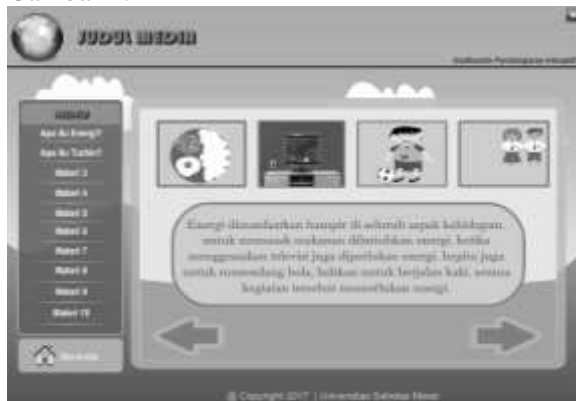 JUDUL MEDIA
Multimedia Pembelajaran Interaktif
MENU
Apa itu Energi?
Apa itu Turbin?
Materi 3
Materi 4
Materi 5
Materi 6
Materi 7
Materi 8
Materi 9
Materi 10
Beranda
Energi dimanfaatkan hampir di seluruh aspek kehidupan.
untuk memasak makanan dibutuhkan energi, ketika
menggunakan televisi juga diperlukan energi, begitu juga
untuk menendang bola, bahkan untuk berjalan kaki, semua
kegiatan tersebut memerlukan energi.
@ Copyright 2017 | Universitas Sebelas Maret